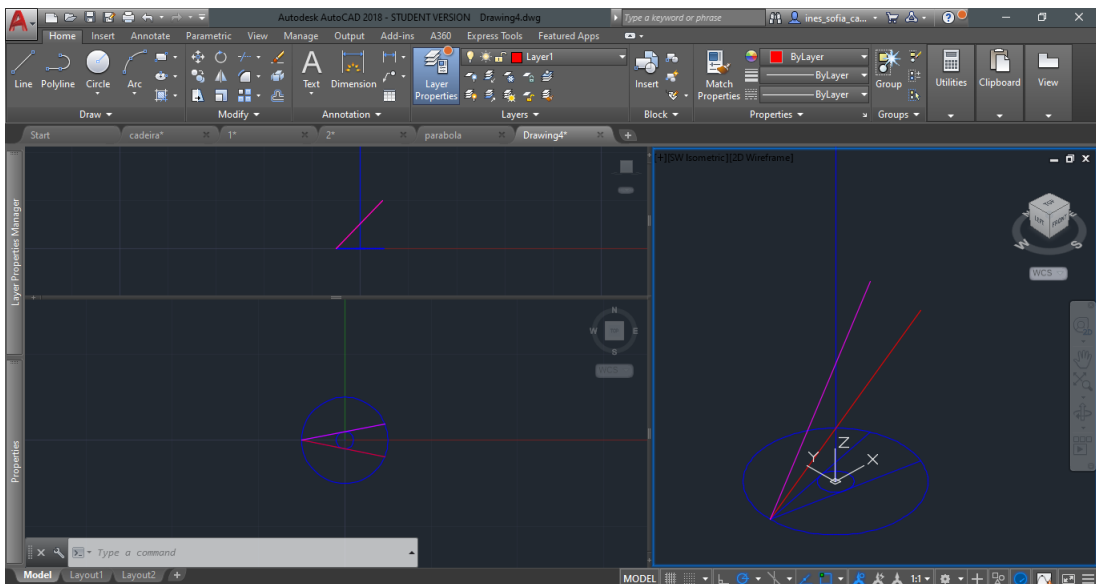 Autodesk AutoCAD 2018 - STUDENT VERSION Drawing4.dwg
Type a keyword or phrase
ines_sofia_ca...
Home Insert Annotate Parametric View Manage Output Add-ins A360 Express Tools Featured Apps
Layer1
ByLayer
ByLayer
ByLayer
Line Polyline Circle Arc
Text Dimension
Layer Properties
Insert
Match Properties
Group
Utilities
Clipboard
View
Draw Modify Annotation Layers Block Properties Groups
Start cadeira* 1* 2* parabola Drawing4* +
[+][SW Isometric][2D Wireframe]
Layer Properties Manager
Properties
N
W
E
S
WCS
TOP
LEFT
FRONT
W
S
WCS
Z
Y
X
Type a command
Model Layout1 Layout2 +
MODEL
1:1